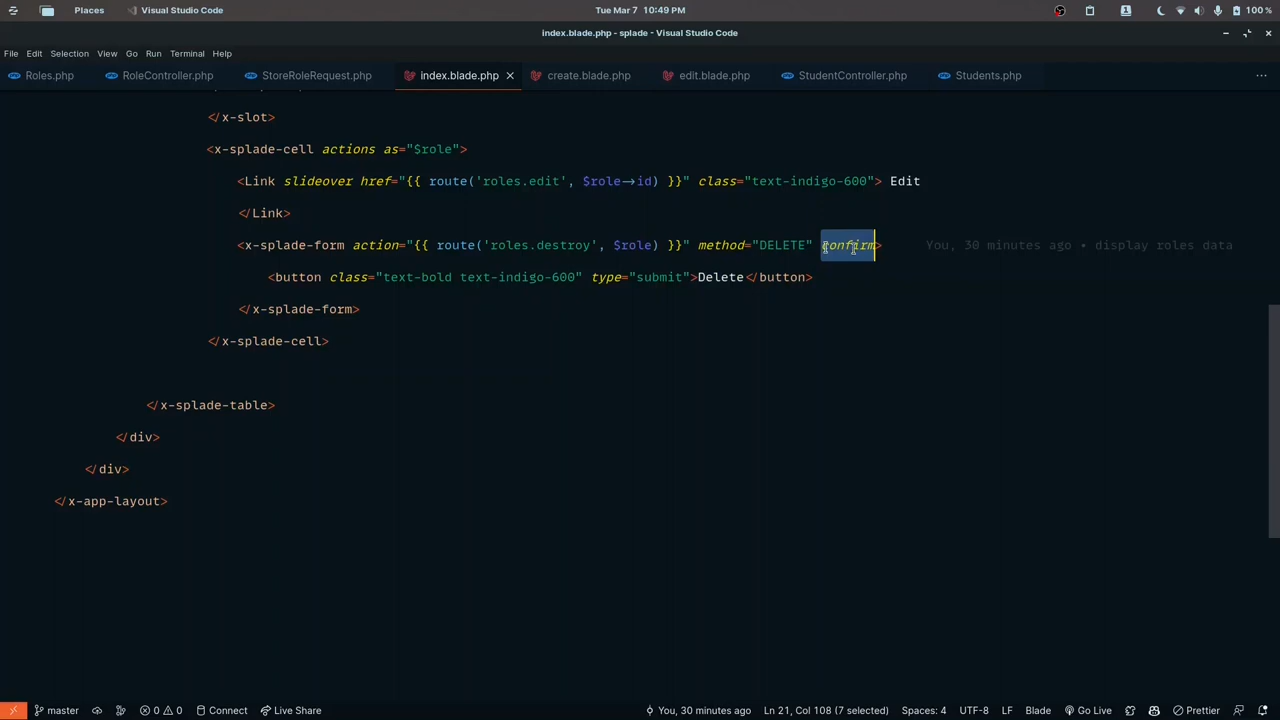 Places
Visual Studio Code
Tue Mar 7 10:49 PM
1
100 %
index.blade.php - splade - Visual Studio Code
File Edit Selection View Go Run Terminal Help
Roles.php RoleController.php StoreRoleRequest.php index.blade.php create.blade.php edit.blade.php StudentController.php Students.php
</x-slot>
<x-splade-cell actions as="$role">
<Link slideover href="{{ route('roles.edit', $role->id) }}" class="text-indigo-600"> Edit
</Link>
<x-splade-form action="{{ route('roles.destroy', $role) }}" method="DELETE" confirm> You, 30 minutes ago • display roles data
<button class="text-bold text-indigo-600" type="submit">Delete</button>
</x-splade-form>
</x-splade-cell>
</x-splade-table>
</div>
</div>
</x-app-layout>
master 0 0 Connect Live Share You, 30 minutes ago Ln 21, Col 108 (7 selected) Spaces: 4 UTF-8 LF Blade Go Live Prettier